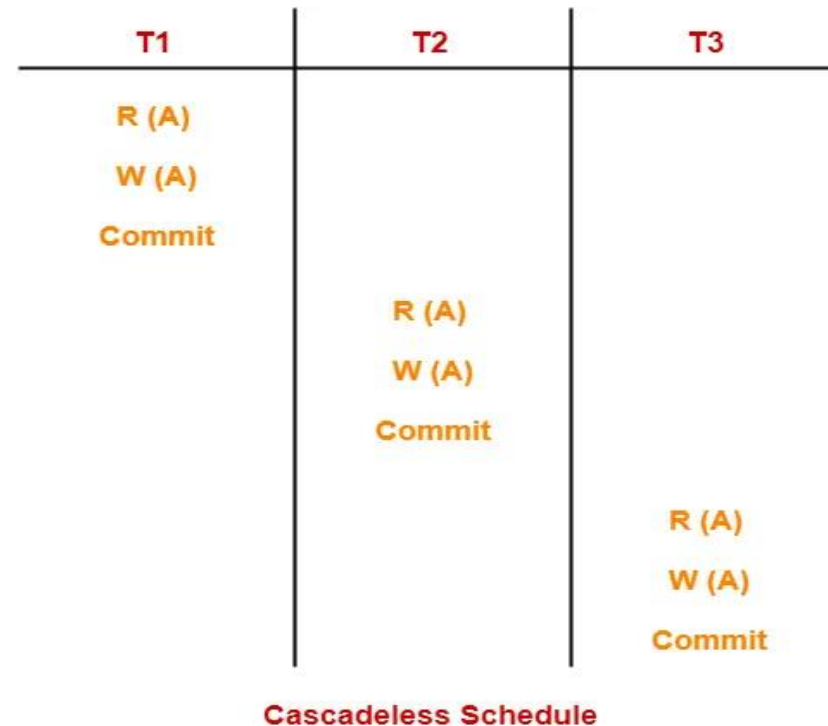 T1 T2 T3
R (A)
W (A)
Commit
R (A)
W (A)
Commit
R (A)
W (A)
Commit
Cascadeless Schedule